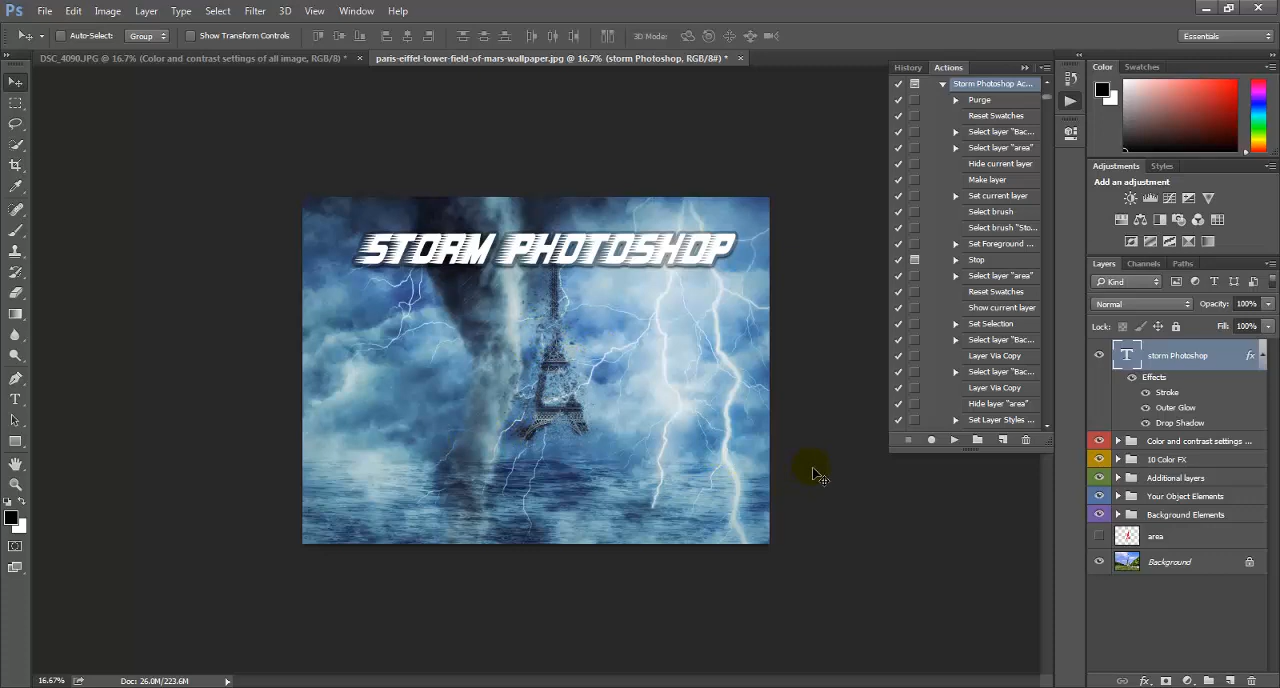 Ps File Edit Image Layer Type Select Filter 3D View Window Help
Auto-Select: Group Show Transform Controls 3D Mode: Essentials
DSC_4090.JPG @ 16.7% (Color and contrast settings of all image, RGB/8) * × paris-eiffel-tower-field-of-mars-wallpaper.jpg @ 16.7% (storm Photoshop, RGB/8#) * ×
History Actions
Storm Photoshop Ac...
Purge
Reset Swatches
Select layer "Bac...
Select layer "area"
Hide current layer
Make layer
Set current layer
Select brush
Select brush "Sto...
Set Foreground ...
Stop
Select layer "area"
Reset Swatches
Show current layer
Set Selection
Select layer "Bac...
Layer Via Copy
Select layer "Bac...
Layer Via Copy
Hide layer "area"
Set Layer Styles ...
STORM PHOTOSHOP
Color Swatches
Adjustments Styles
Add an adjustment
Layers Channels Paths
Kind
Normal Opacity: 100%
Lock: Fill: 100%
T storm Photoshop fx
Effects
Stroke
Outer Glow
Drop Shadow
Color and contrast settings ...
10 Color FX
Additional layers
Your Object Elements
Background Elements
area
Background
16.67% Doc: 26.0M/223.6M
fx